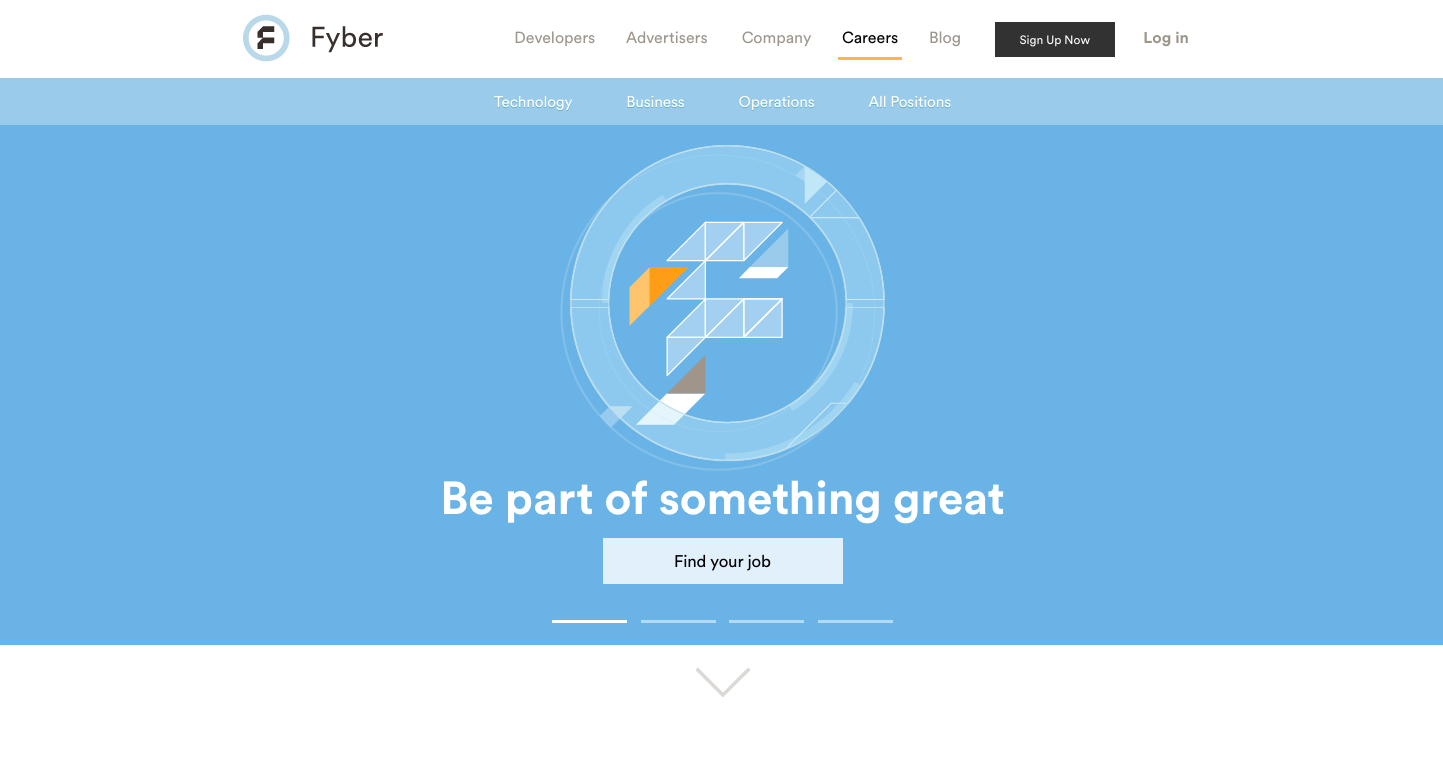 Fyber
Developers Advertisers Company Careers Blog Sign Up Now Log in
Technology Business Operations All Positions
Be part of something great
Find your job